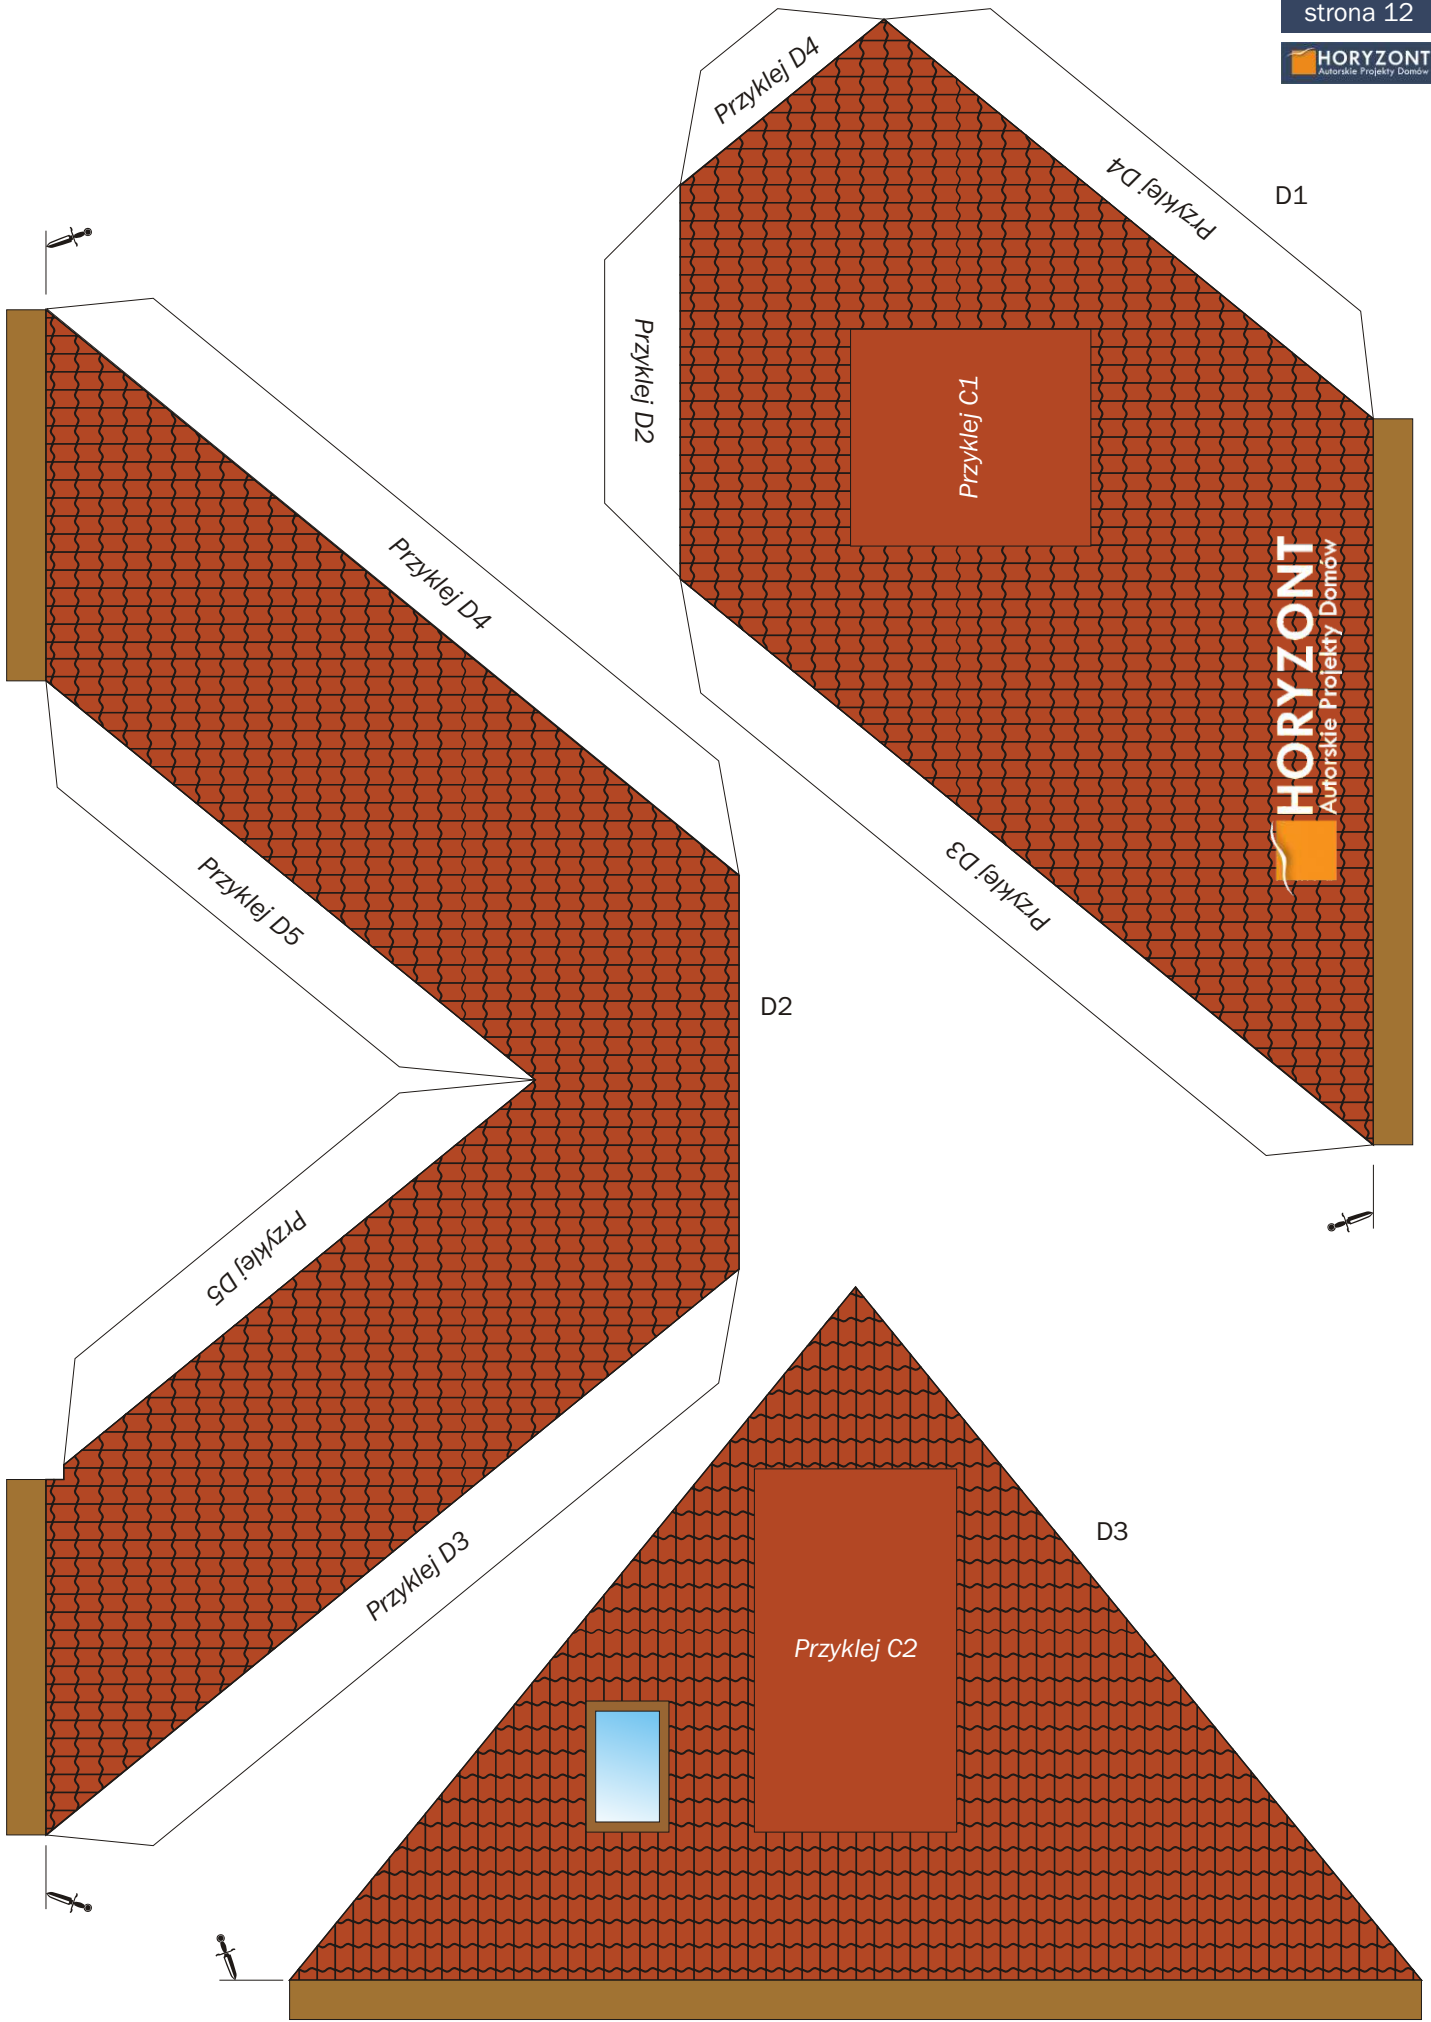 strona 12
HORYZONT
Autorskie Projekty Domów
Przyklej D4
Przyklej D4
D1
Przyklej D2
Przyklej C1
HORYZONT
Autorskie Projekty Domów
Przyklej D3
Przyklej D4
Przyklej D5
D2
Przyklej D5
Przyklej D3
D3
Przyklej C2